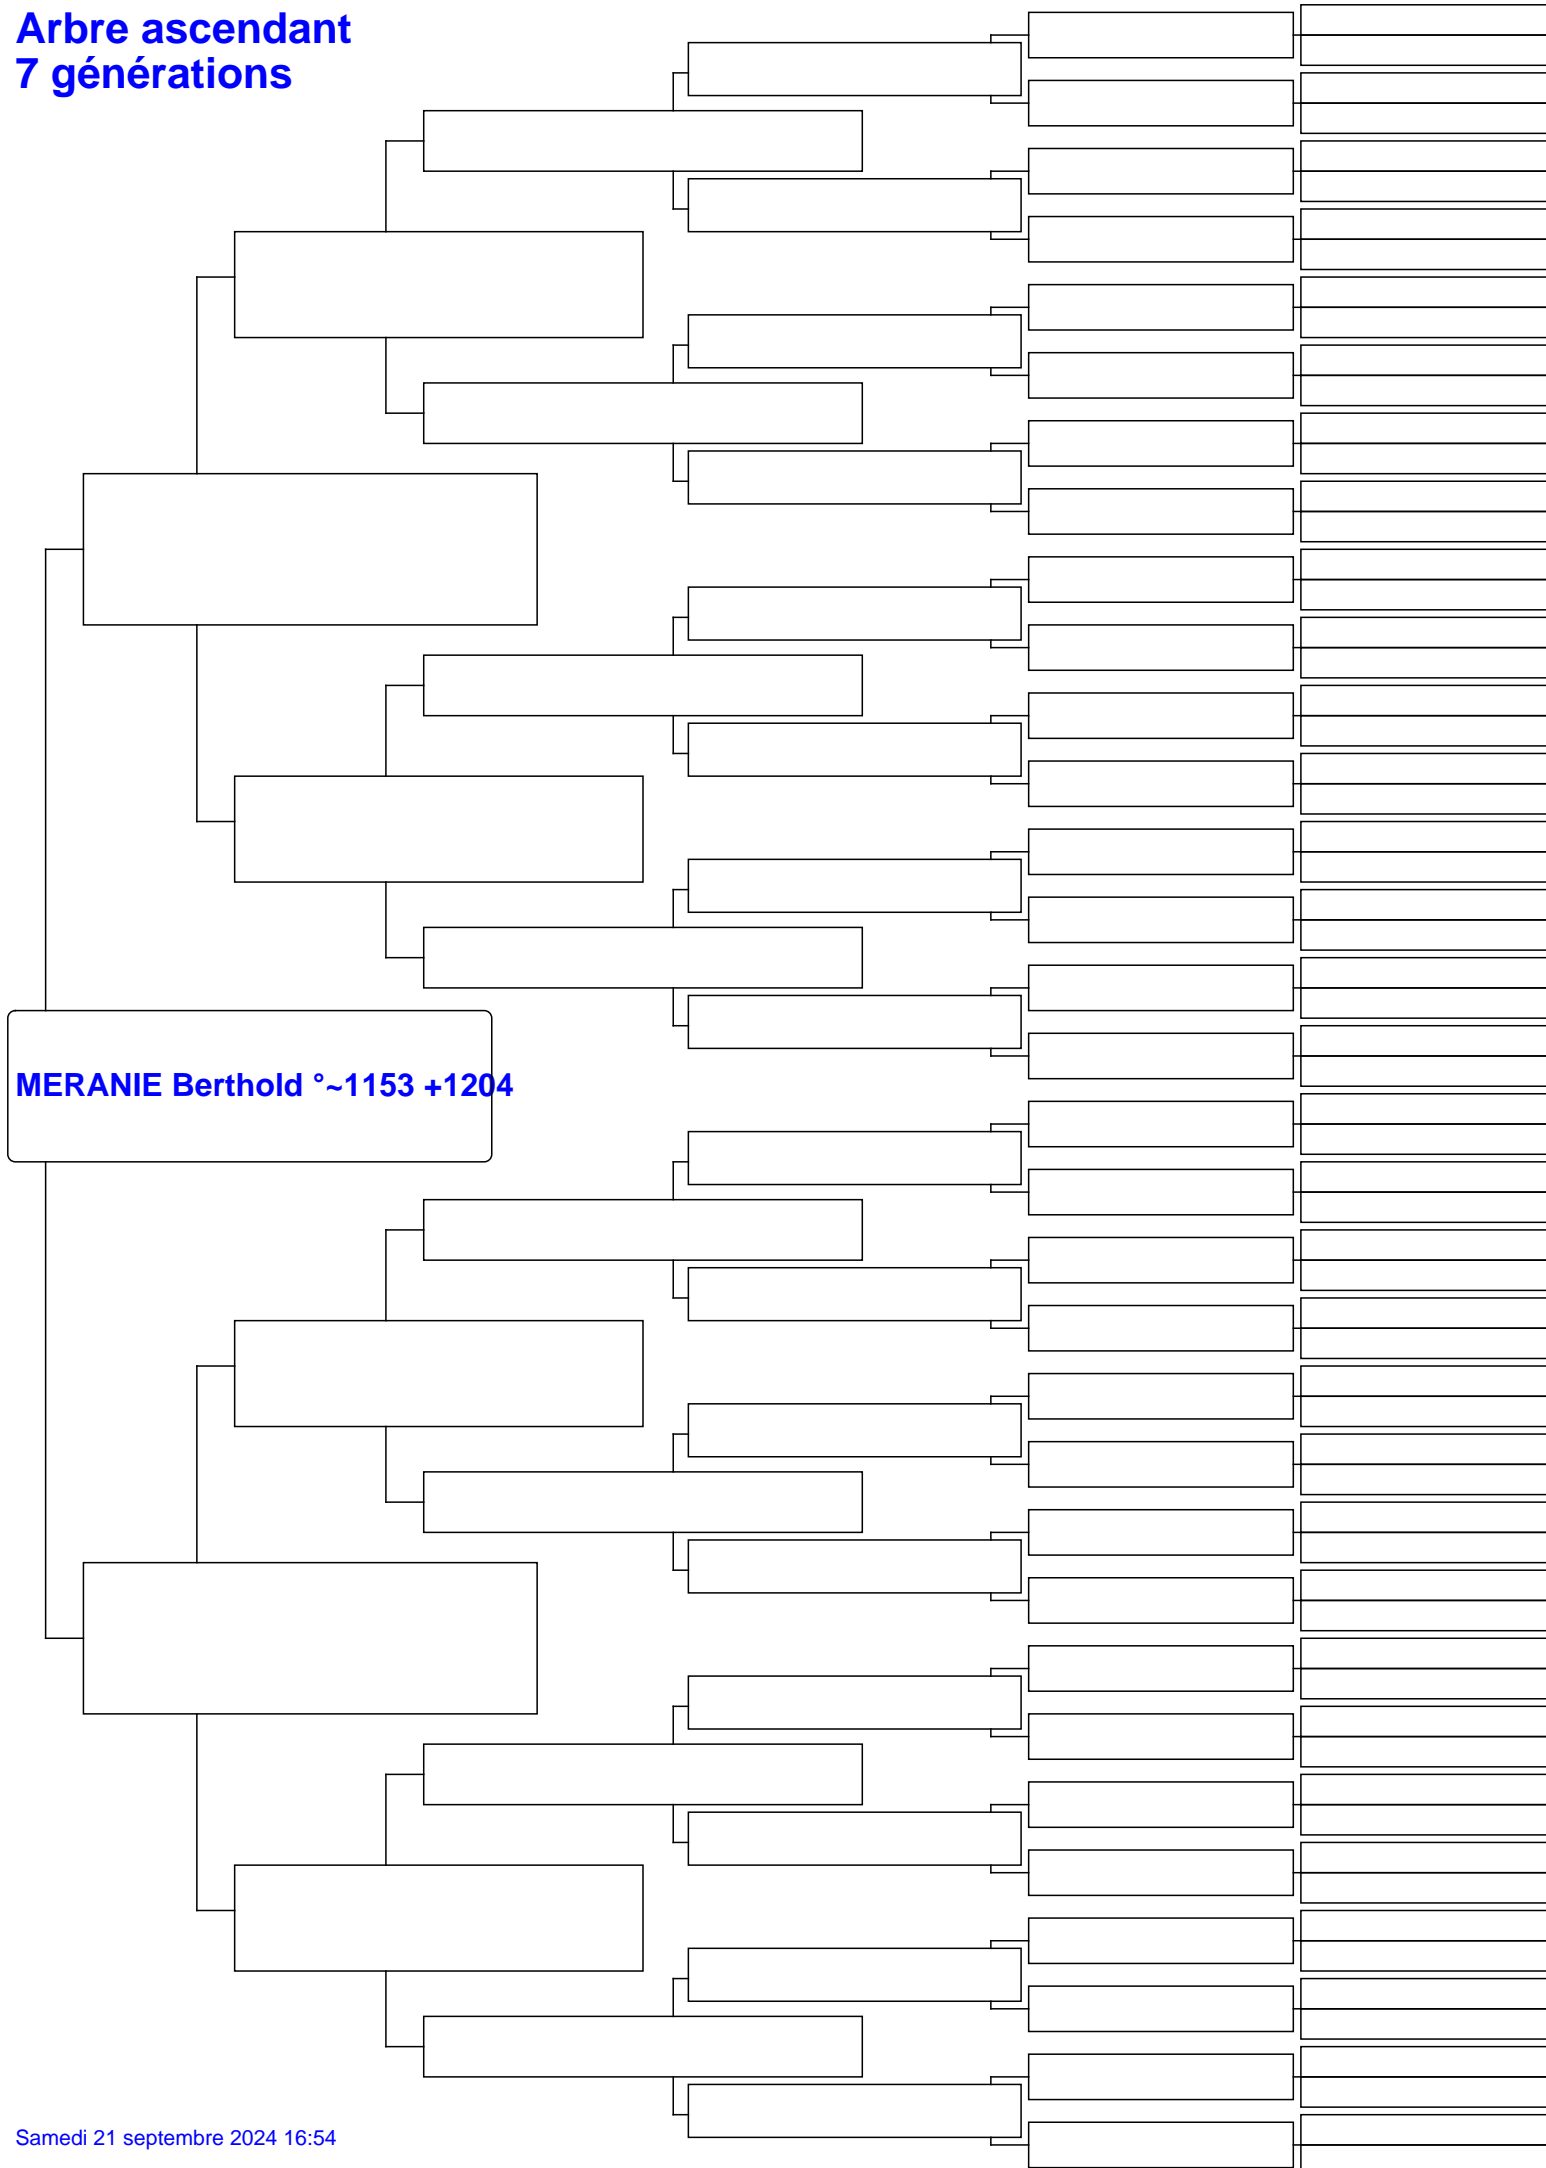 Arbre ascendant
7 générations
MERANIE Berthold °~1153 +1204
Samedi 21 septembre 2024 16:54